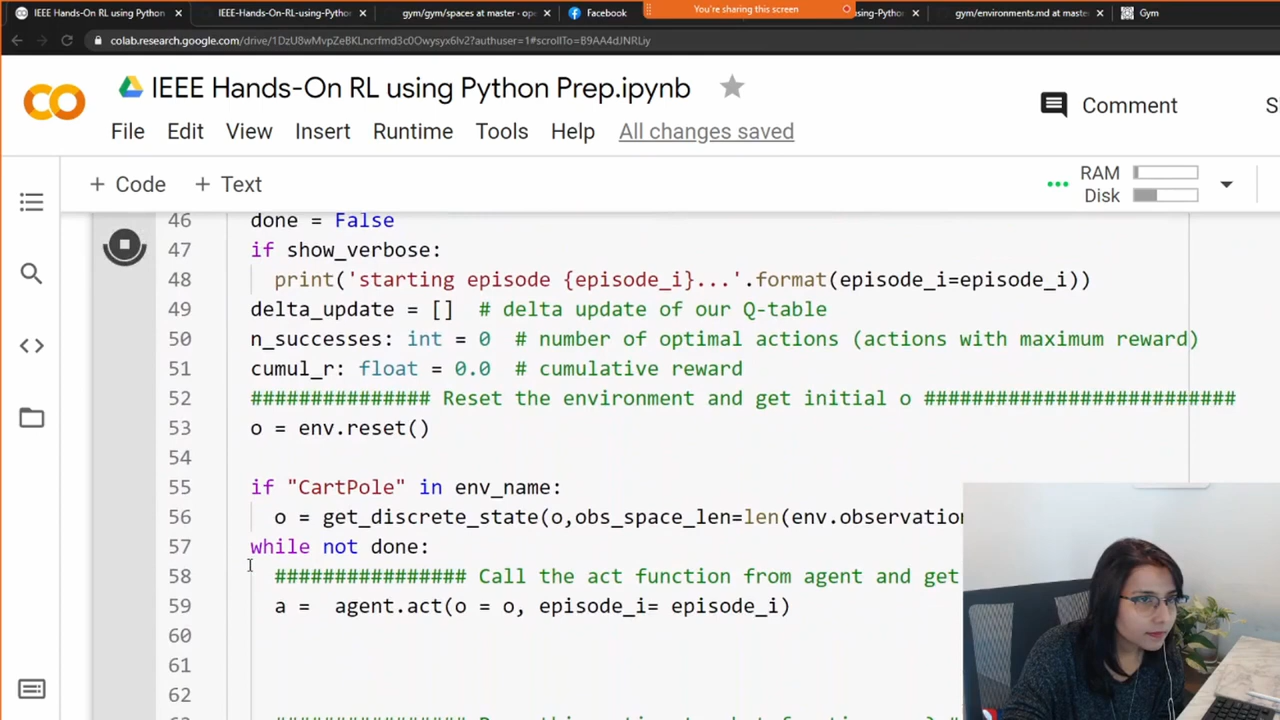 IEEE Hands-On RL using Python
IEEE-Hands-On-RL-using-Pytho
gym/gym/spaces at master · ope
Facebook
You're sharing this screen
using-Python
gym/environments.md at maste
Gym
colab.research.google.com/drive/1DzU8wMvpZeBKLncrfmd3c0Owysyx6lv2?authuser=1#scrollTo=B9AA4dJNRLiy
CO
IEEE Hands-On RL using Python Prep.ipynb
Comment
S
File Edit View Insert Runtime Tools Help All changes saved
+ Code + Text
RAM
Disk
46 done = False
47 if show_verbose:
48 print('starting episode {episode_i}...'.format(episode_i=episode_i))
49 delta_update = [] # delta update of our Q-table
50 n_successes: int = 0 # number of optimal actions (actions with maximum reward)
51 cumul_r: float = 0.0 # cumulative reward
52 ############### Reset the environment and get initial o ##########################
53 o = env.reset()
54
55 if "CartPole" in env_name:
56 o = get_discrete_state(o,obs_space_len=len(env.observation
57 while not done:
58 ################ Call the act function from agent and get
59 a = agent.act(o = o, episode_i= episode_i)
60
61
62